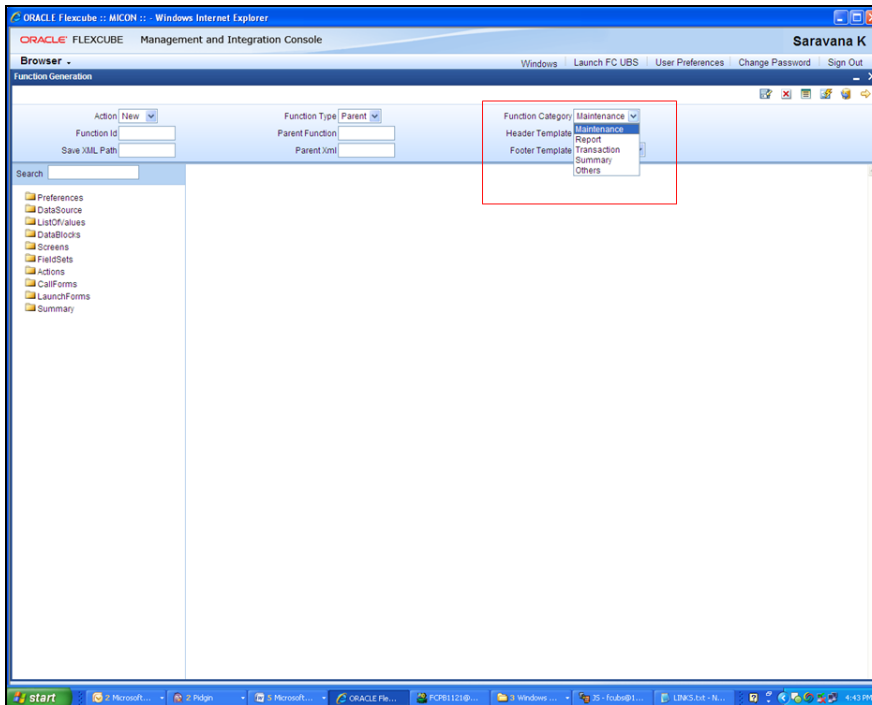 ORACLE Flexcube :: MICON :: - Windows Internet Explorer
ORACLE' FLEXCUBE Management and Integration Console
Saravana K
Browser
Windows Launch FC UBS User Preferences Change Password Sign Out
Function Generation
Action New Function Type Parent Function Category Maintenance
Function Id Parent Function Header Template
Save XML Path Parent Xml Footer Template
Maintenance
Report
Transaction
Summary
Others
Search
Preferences
DataSource
ListOfValues
DataBlocks
Screens
FieldSets
Actions
CallForms
LaunchForms
Summary
start 2 Microsoft... 2 Pidgin 5 Microsoft... ORACLE Fle... FCPB1121@... 3 Windows ... JS - fcubs@1... LINKS.txt - N... 4:43 PM